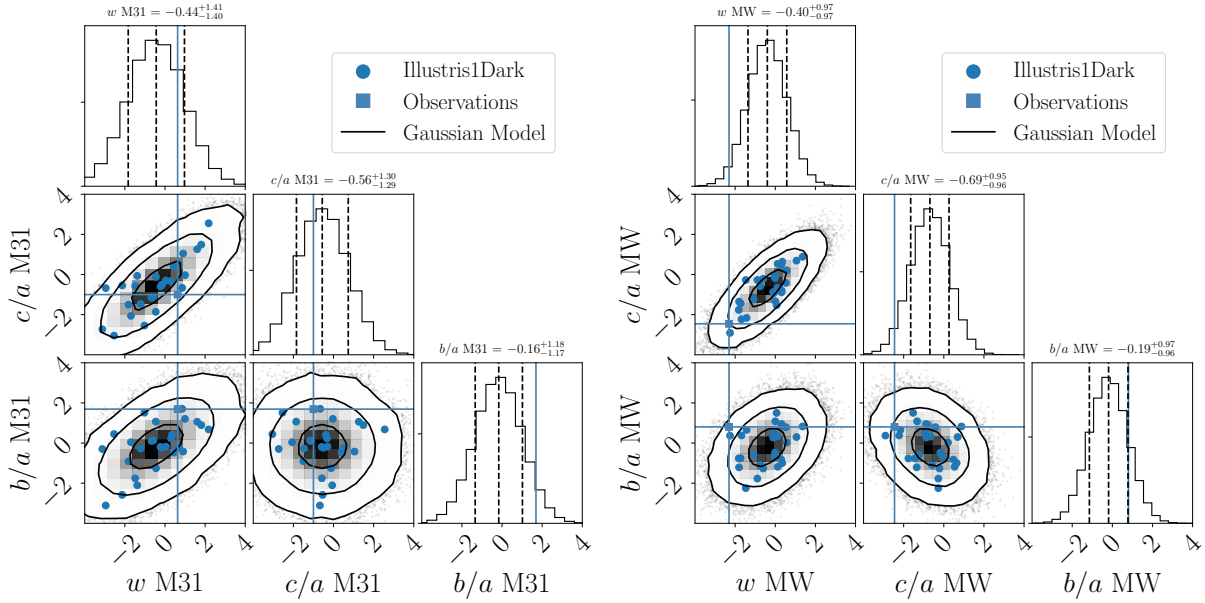 w M31 = −0.44+1.41−1.40
Illustris1Dark
Observations
Gaussian Model
c/a M31 = −0.56+1.30−1.29
4
2
0
−2
c/a M31
b/a M31 = −0.16+1.18−1.17
4
2
0
−2
b/a M31
−2 0 2 4
−2 0 2 4
−2 0 2 4
w M31
c/a M31
b/a M31
w MW = −0.40+0.97−0.97
Illustris1Dark
Observations
Gaussian Model
c/a MW = −0.69+0.95−0.96
4
2
0
−2
c/a MW
b/a MW = −0.19+0.97−0.96
4
2
0
−2
b/a MW
−2 0 2 4
−2 0 2 4
−2 0 2 4
w MW
c/a MW
b/a MW